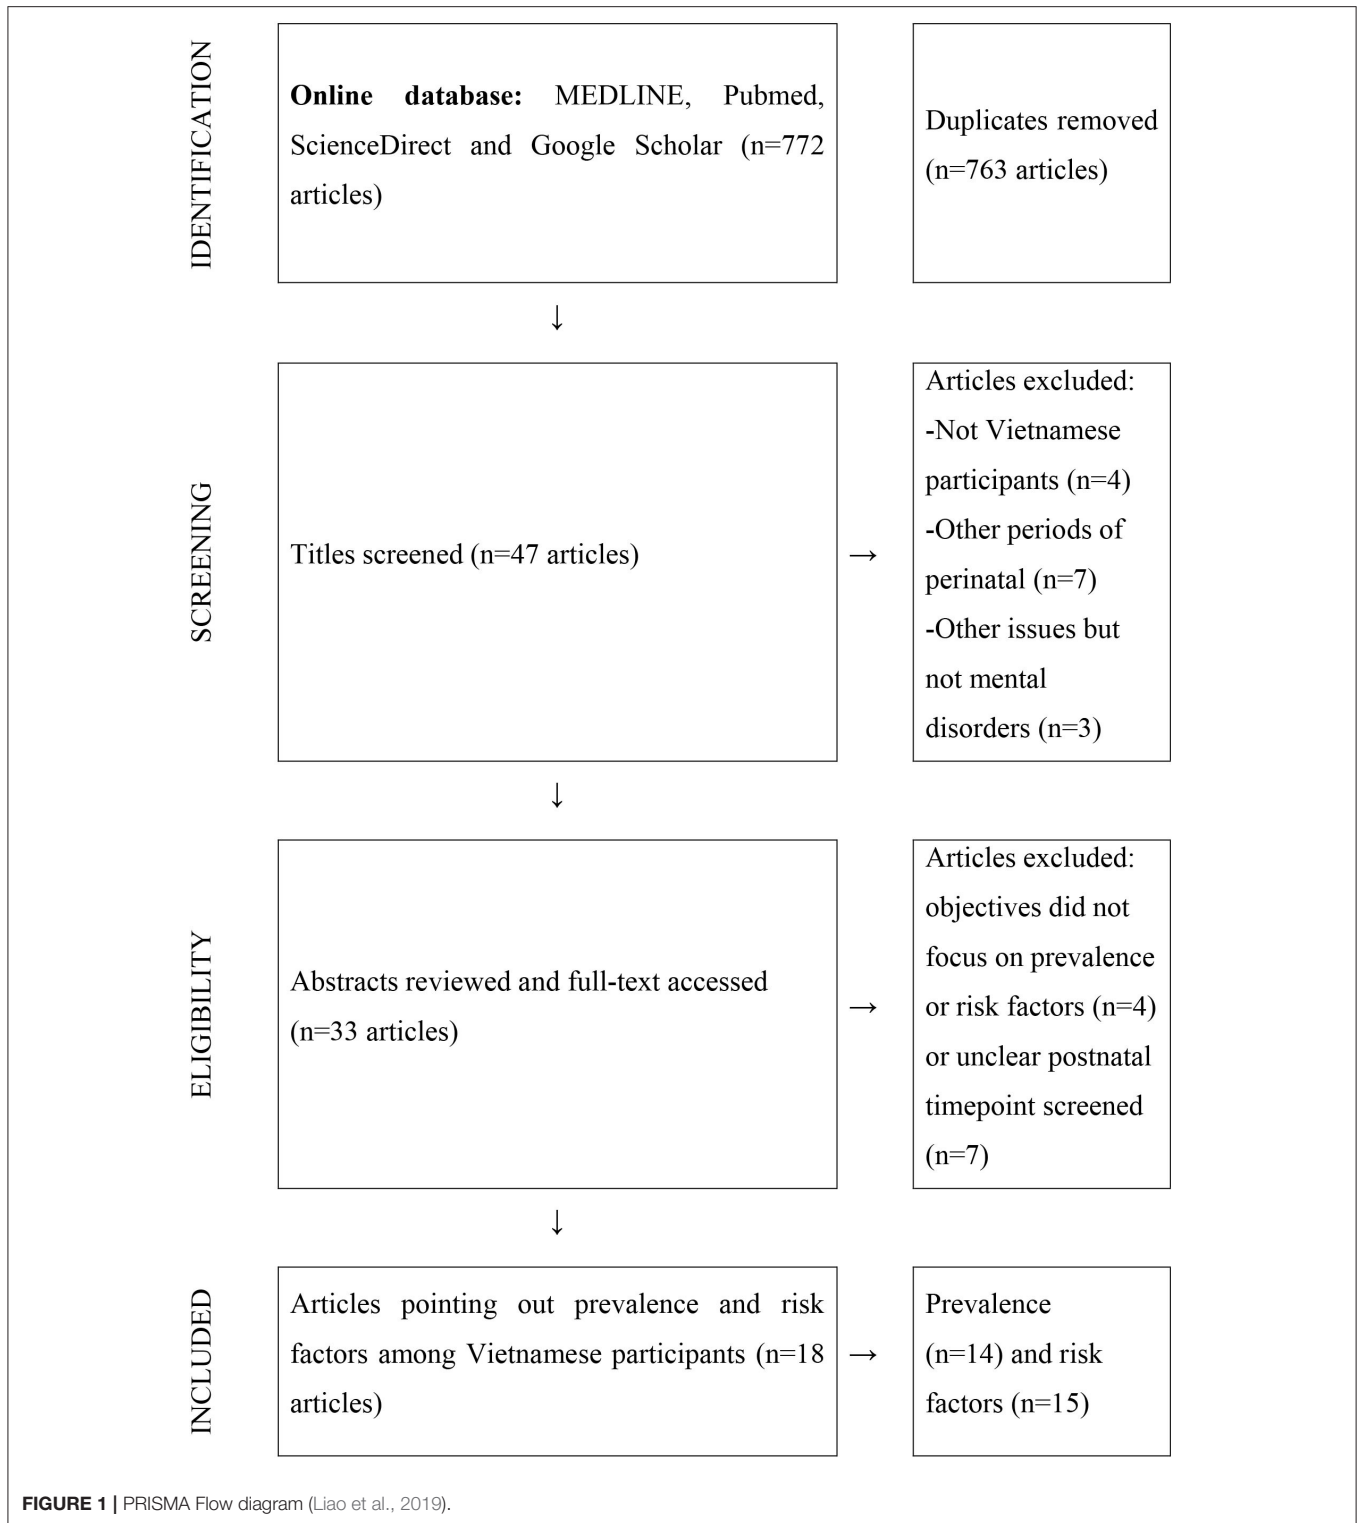 IDENTIFICATION
Online database: MEDLINE, Pubmed,
ScienceDirect and Google Scholar (n=772
articles)
Duplicates removed
(n=763 articles)
↓
SCREENING
Titles screened (n=47 articles)
→
Articles excluded:
-Not Vietnamese
participants (n=4)
-Other periods of
perinatal (n=7)
-Other issues but
not mental
disorders (n=3)
↓
ELIGIBILITY
Abstracts reviewed and full-text accessed
(n=33 articles)
→
Articles excluded:
objectives did not
focus on prevalence
or risk factors (n=4)
or unclear postnatal
timepoint screened
(n=7)
↓
INCLUDED
Articles pointing out prevalence and risk
factors among Vietnamese participants (n=18
articles)
→
Prevalence
(n=14) and risk
factors (n=15)
FIGURE 1 | PRISMA Flow diagram (Liao et al., 2019).